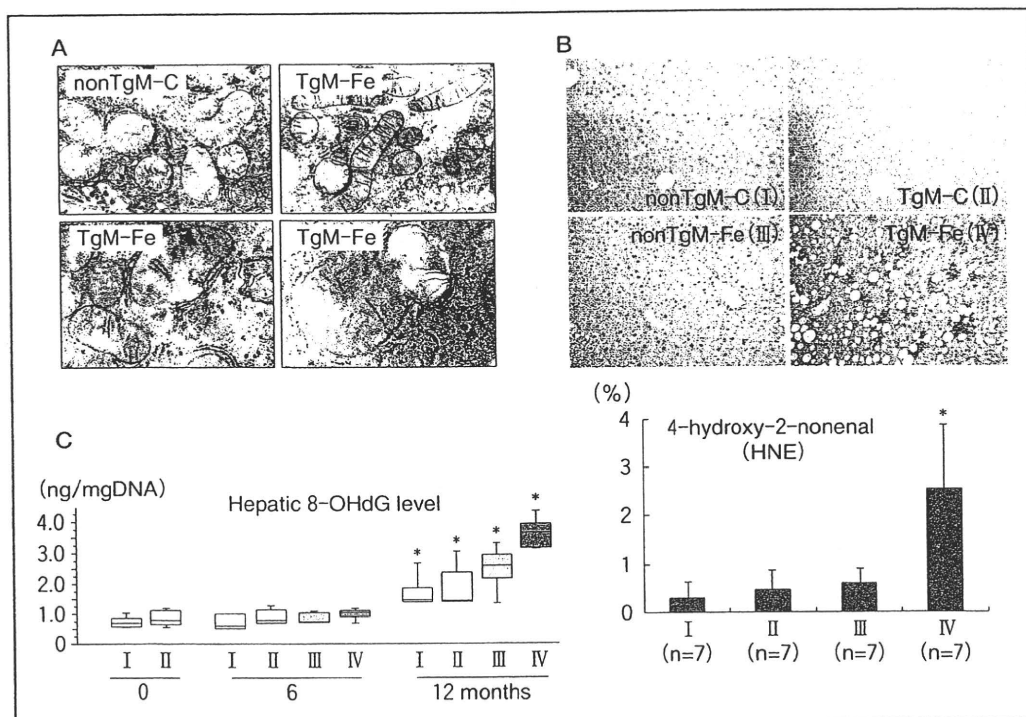 A
nonTgM-C
TgM-Fe
TgM-Fe
TgM-Fe
B
nonTgM-C(I)
TgM-C(II)
nonTgM-Fe(III)
TgM-Fe(IV)
(%)
4-hydroxy-2-nonenal
(HNE)
*
4
3
2
1
0
I
II
III
IV
(n=7)
(n=7)
(n=7)
(n=7)
C
(ng/mgDNA)
Hepatic 8-OHdG level
4.0
3.0
2.0
1.0
0
* * * *
I II I II III IV I II III IV
0 6 12 months